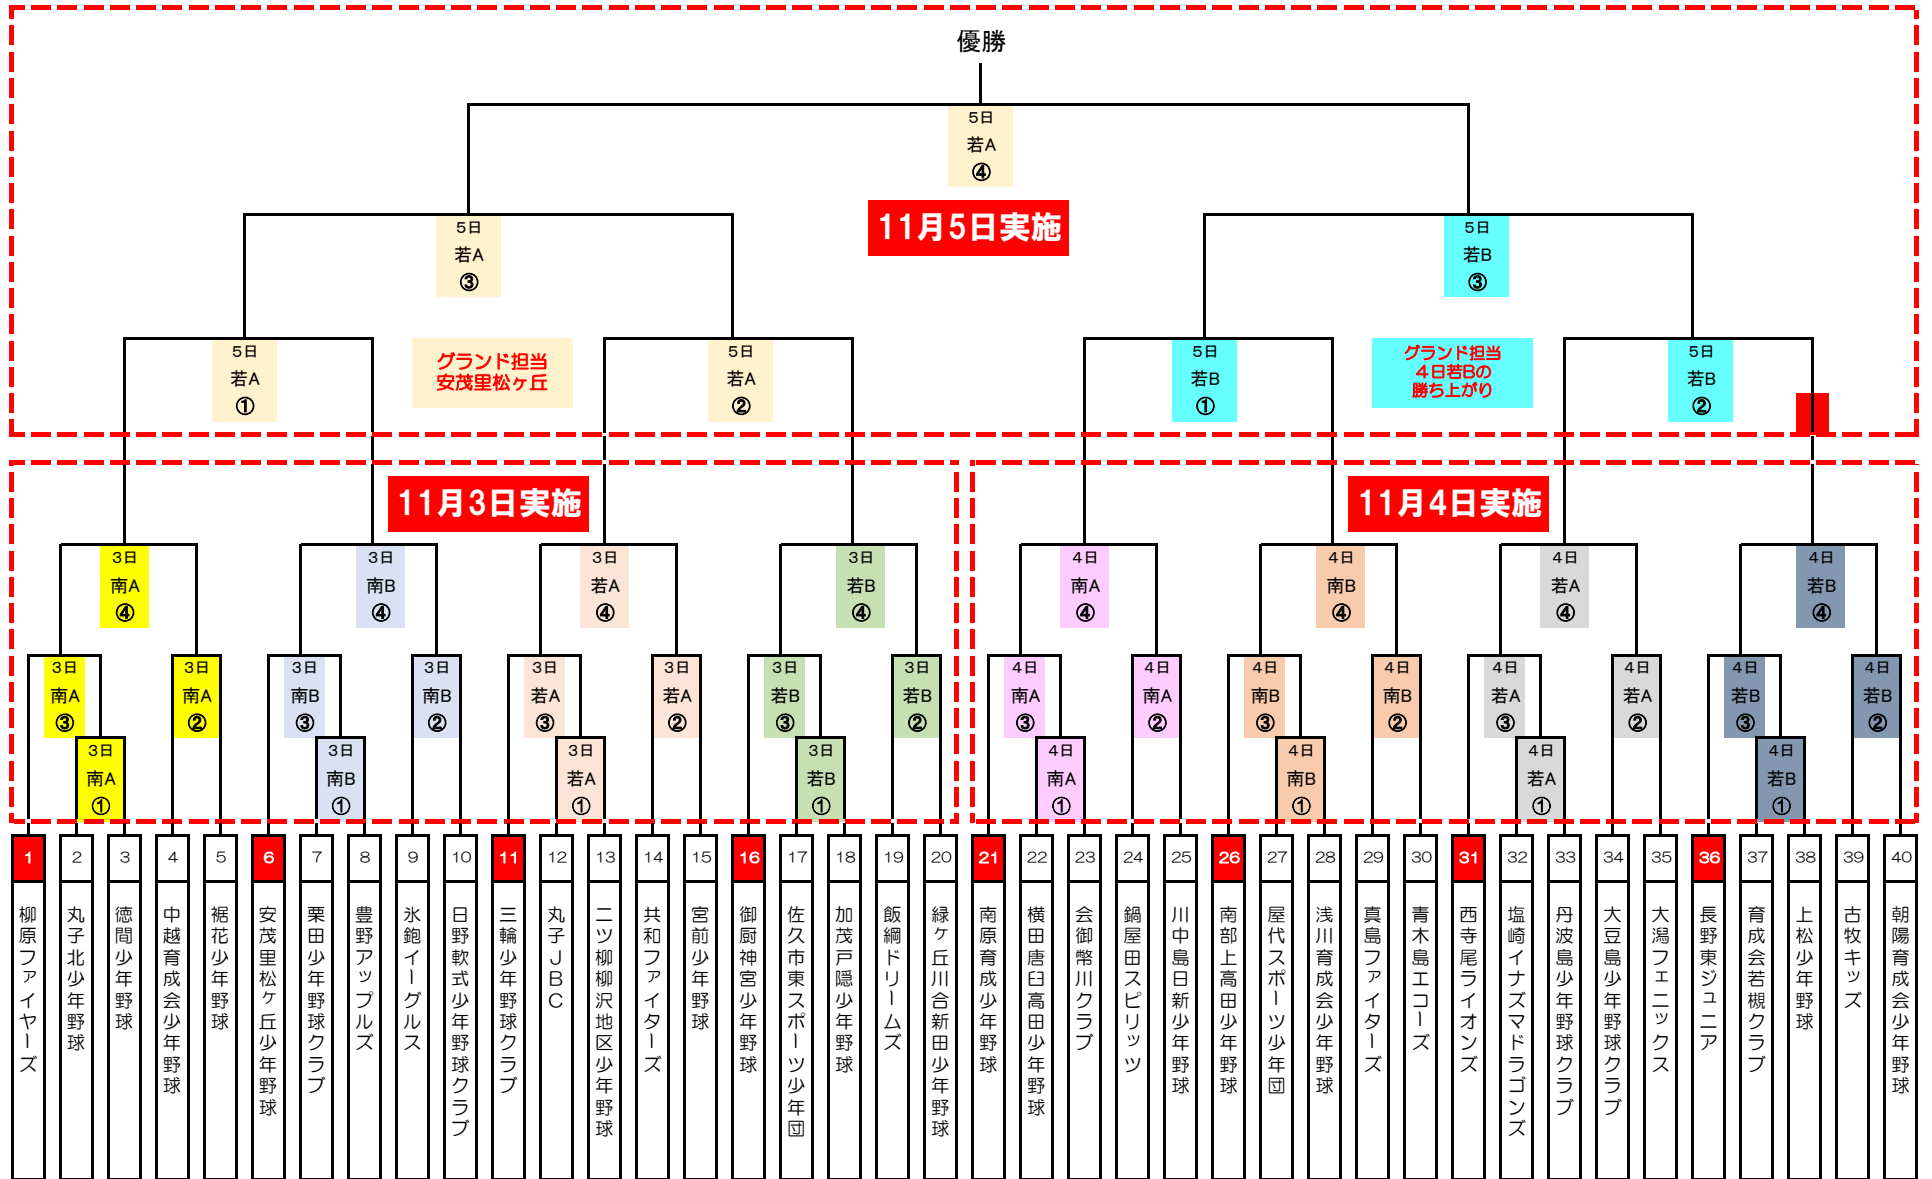 優勝
5日
若A
④
11月5日実施
5日
若A
③
5日
若B
③
5日
若A
①
グランド担当
安茂里松ヶ丘
5日
若A
②
5日
若B
①
グランド担当
4日若Bの
勝ち上がり
5日
若B
②
11月3日実施
11月4日実施
3日
南A
④
3日
南B
④
3日
若A
④
3日
若B
④
4日
南A
④
4日
南B
④
4日
若A
④
4日
若B
④
3日
南A
③
3日
南A
②
3日
南B
③
3日
南B
②
3日
若A
③
3日
若A
②
3日
若B
③
3日
若B
②
4日
南A
③
4日
南A
②
4日
南B
③
4日
南B
②
4日
若A
③
4日
若A
②
4日
若B
③
4日
若B
②
3日
南A
①
3日
南B
①
3日
若A
①
3日
若B
①
4日
南A
①
4日
南B
①
4日
若A
①
4日
若B
①
1
柳原ファイヤーズ
2
丸子北少年野球
3
徳間少年野球
4
中越育成会少年野球
5
裾花少年野球
6
安茂里松ヶ丘少年野球
7
栗田少年野球クラブ
8
豊野アップルズ
9
氷鉋イーグルス
10
日野軟式少年野球クラブ
11
三輪少年野球クラブ
12
丸子JBC
13
二ツ柳柳沢地区少年野球
14
共和ファイターズ
15
宮前少年野球
16
御厨神宮少年野球
17
佐久市東スポーツ少年団
18
加茂戸隠少年野球
19
飯綱ドリームズ
20
緑ヶ丘川合新田少年野球
21
南原育成少年野球
22
横田唐臼高田少年野球
23
会御幣川クラブ
24
鍋屋田スピリッツ
25
川中島日新少年野球
26
南部上高田少年野球
27
屋代スポーツ少年団
28
浅川育成会少年野球
29
真島ファイターズ
30
青木島エコーズ
31
西寺尾ライオンズ
32
塩崎イナズマドラゴンズ
33
丹波島少年野球クラブ
34
大豆島少年野球クラブ
35
大潟フェニックス
36
長野東ジュニア
37
育成会若槻クラブ
38
上松少年野球
39
古牧キッズ
40
朝陽育成会少年野球